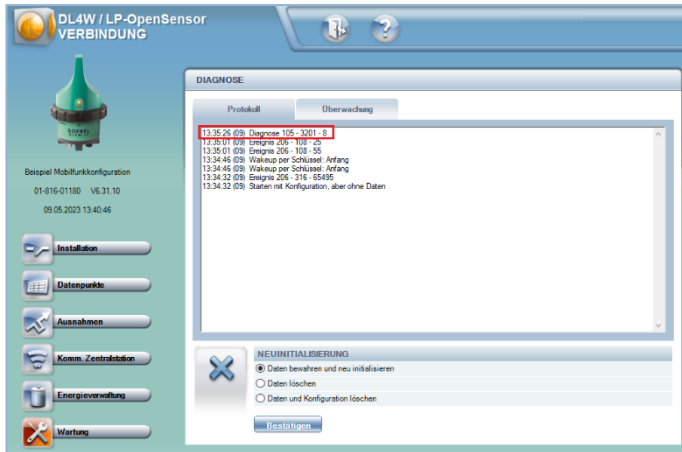 DL4W / LP-OpenSensor
VERBINDUNG
Beispiel Mobilfunkkonfiguration
01-816-01180 V6.31.10
09.05.2023 13:40:46
Installation
Datenpunkte
Ausnahmen
Komm. Zentralstation
Energieverwaltung
Wartung
DIAGNOSE
Protokoll
Überwachung
13:35:26 (09) Diagnose 105 - 3201 - 8
13:35:01 (09) Ereignis 206 - 108 - 25
13:35:01 (09) Ereignis 206 - 108 - 55
13:34:46 (09) Wakeup per Schlüssel: Anfang
13:34:46 (09) Wakeup per Schlüssel: Anfang
13:34:32 (09) Ereignis 206 - 316 - 65495
13:34:32 (09) Starten mit Konfiguration, aber ohne Daten
NEUINITIALISIERUNG
Daten bewahren und neu initialisieren
Daten löschen
Daten und Konfiguration löschen
Bestätigen